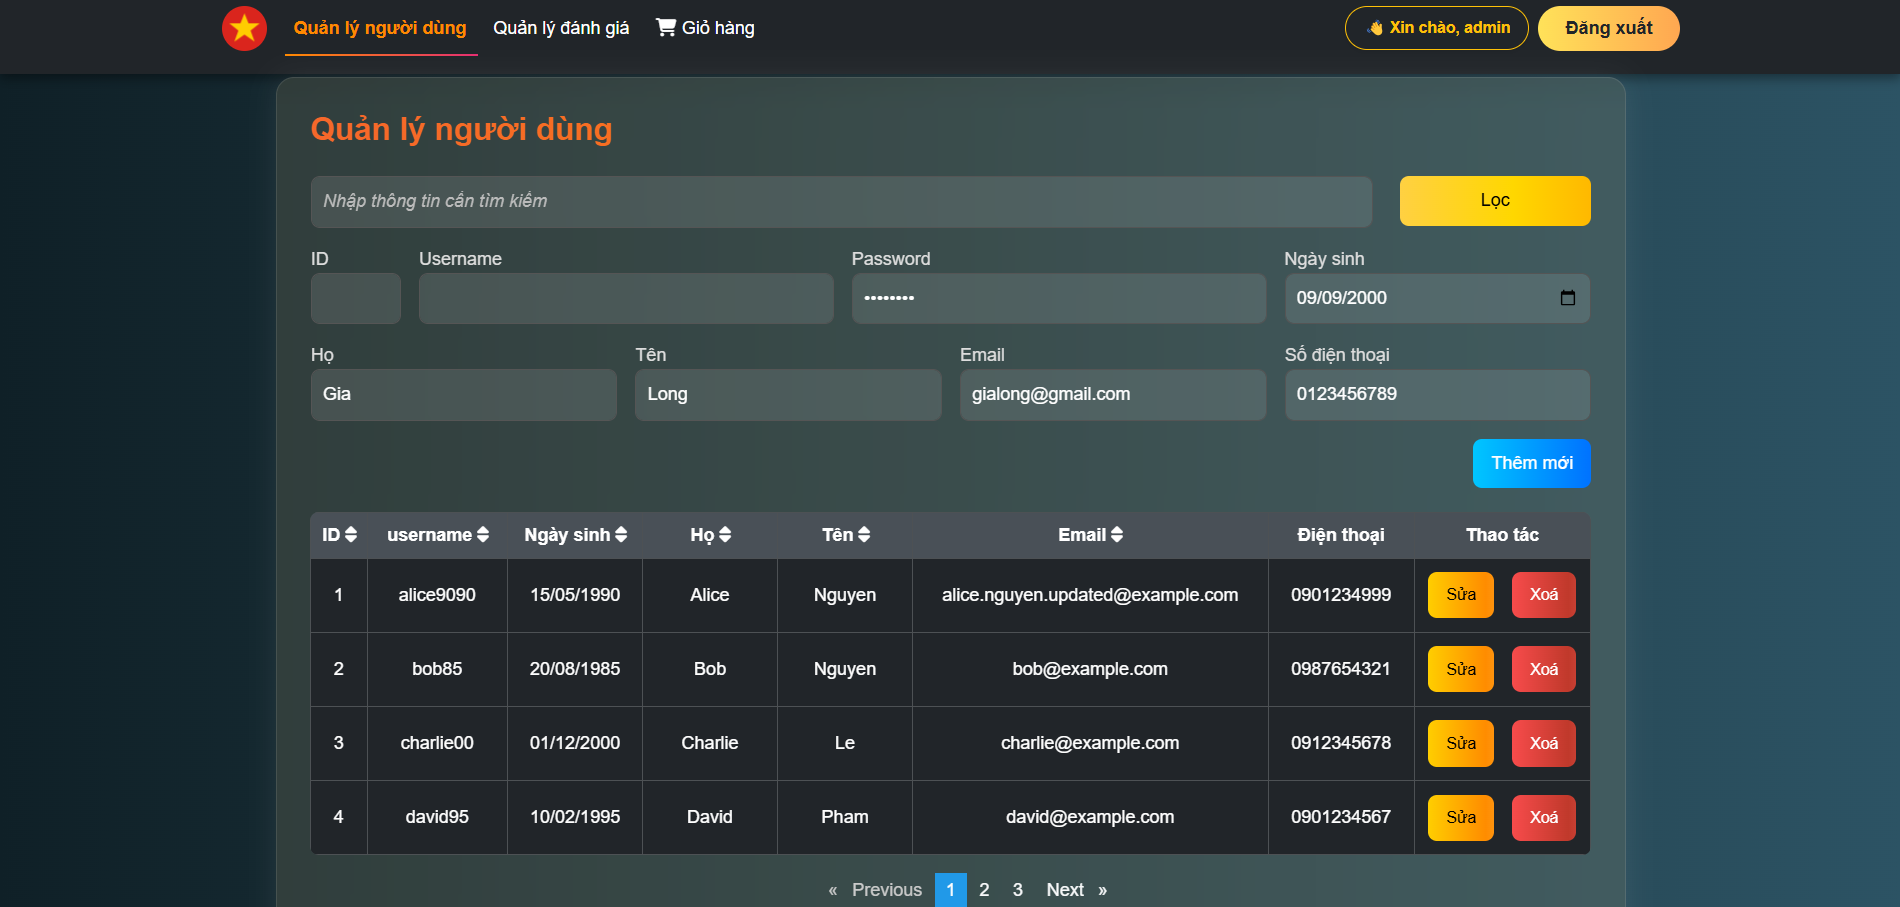 Quản lý người dùng Quản lý đánh giá Giỏ hàng 👋 Xin chào, admin Đăng xuất
Quản lý người dùng
Nhập thông tin cần tìm kiếm Lọc
ID Username Password Ngày sinh
•••••••• 09/09/2000
Họ Tên Email Số điện thoại
Gia Long gialong@gmail.com 0123456789
Thêm mới
ID username Ngày sinh Họ Tên Email Điện thoại Thao tác
1 alice9090 15/05/1990 Alice Nguyen alice.nguyen.updated@example.com 0901234999 Sửa Xoá
2 bob85 20/08/1985 Bob Nguyen bob@example.com 0987654321 Sửa Xoá
3 charlie00 01/12/2000 Charlie Le charlie@example.com 0912345678 Sửa Xoá
4 david95 10/02/1995 David Pham david@example.com 0901234567 Sửa Xoá
« Previous 1 2 3 Next »